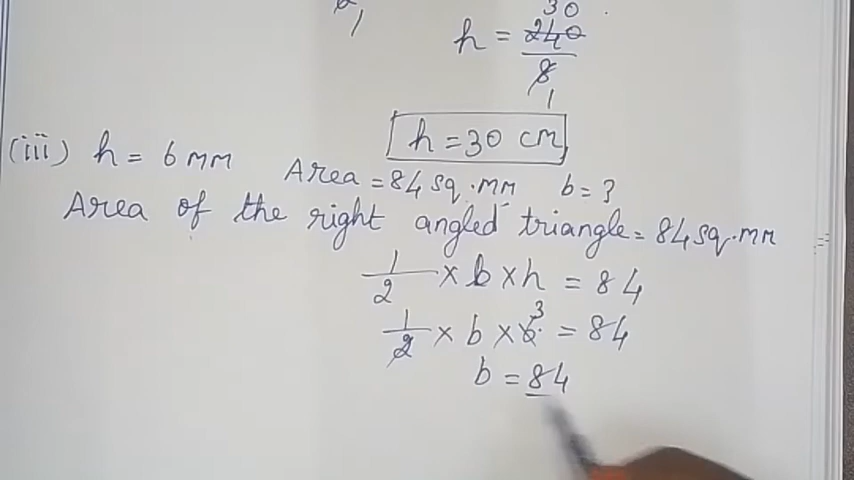 30
h = 240
8
1
h = 30 cm
(iii) h = 6 mm Area = 84 sq.mm b = ?
Area of the right angled triangle = 84 sq.mm
1/2 × b × h = 84
1/2 × b × 6 3 = 84
b = 84